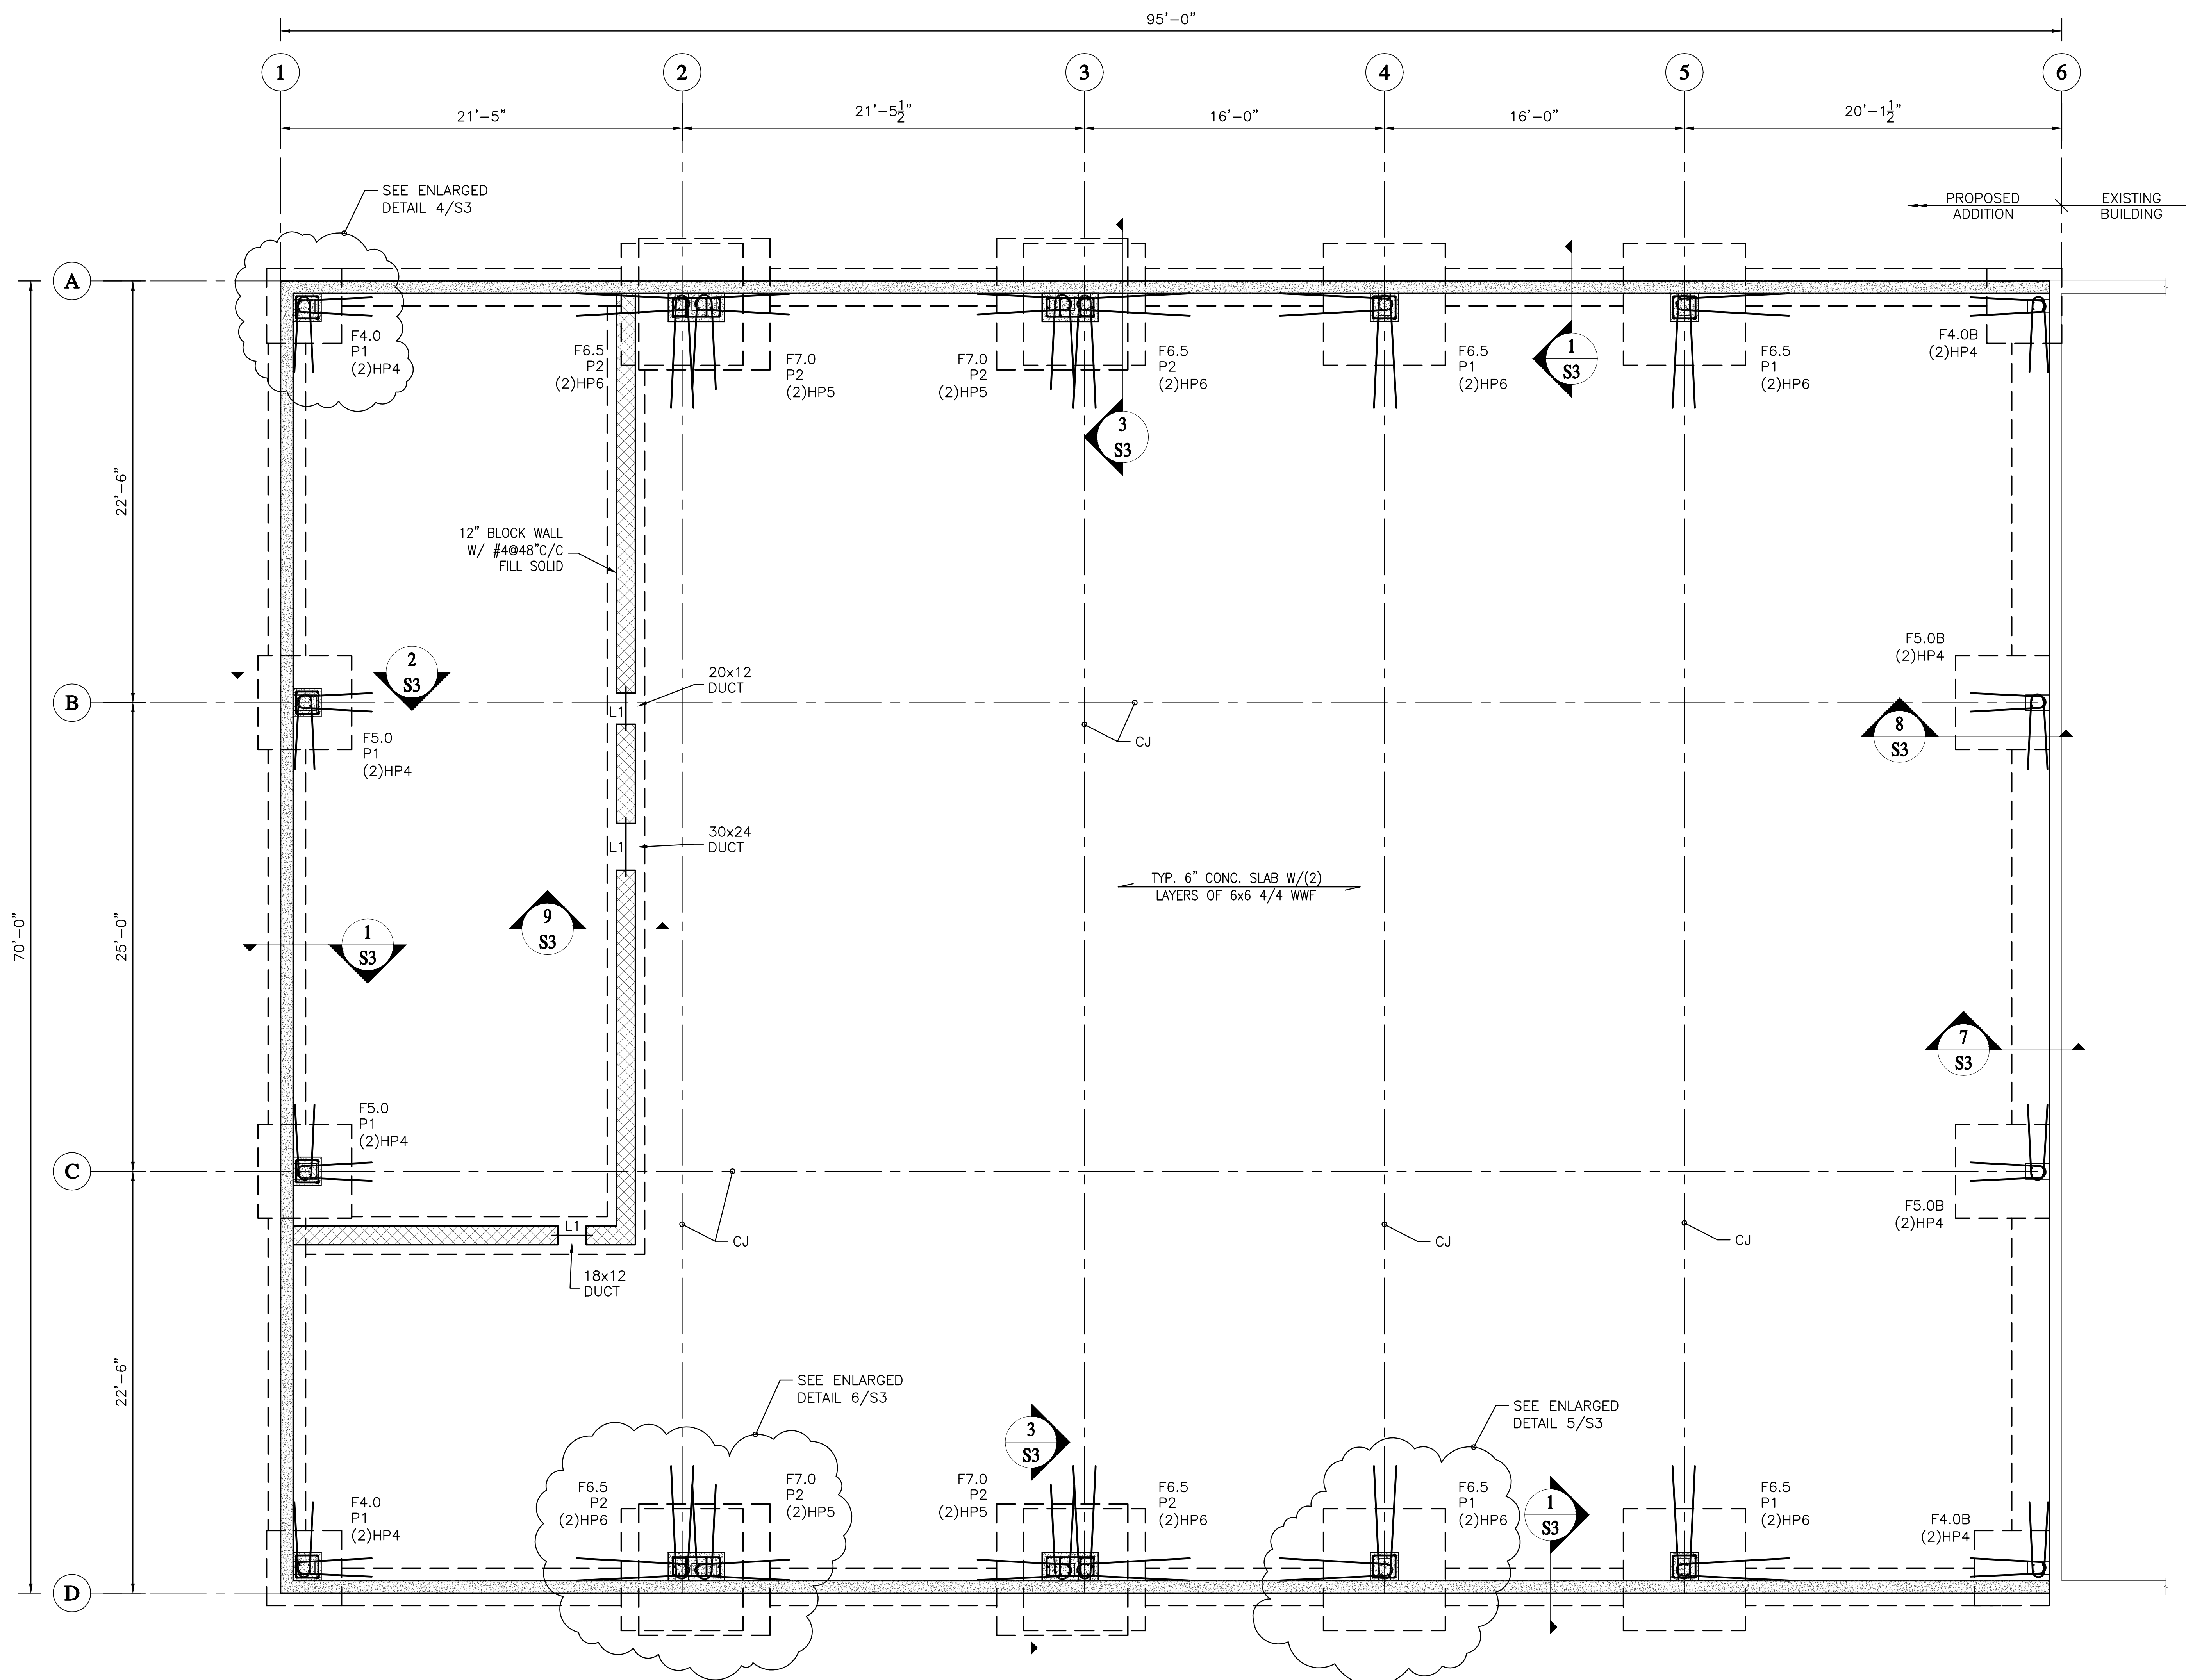 95'-0"
1
2
3
4
5
6
21'-5"
21'-5 1/2"
16'-0"
16'-0"
20'-1 1/2"
SEE ENLARGED
DETAIL 4/S3
PROPOSED
ADDITION
EXISTING
BUILDING
A
F4.0
P1
(2)HP4
F6.5
P2
(2)HP6
F7.0
P2
(2)HP5
F7.0
P2
(2)HP5
F6.5
P2
(2)HP6
F6.5
P1
(2)HP6
1
S3
F6.5
P1
(2)HP6
F4.0B
(2)HP4
3
S3
22'-6"
12" BLOCK WALL
W/ #4@48"C/C
FILL SOLID
2
S3
20x12
DUCT
L1
B
F5.0
P1
(2)HP4
CJ
F5.0B
(2)HP4
8
S3
30x24
DUCT
L1
TYP. 6" CONC. SLAB W/(2)
LAYERS OF 6x6 4/4 WWF
70'-0"
25'-0"
1
S3
9
S3
7
S3
F5.0
P1
(2)HP4
C
F5.0B
(2)HP4
L1
CJ
CJ
CJ
18x12
DUCT
22'-6"
SEE ENLARGED
DETAIL 6/S3
SEE ENLARGED
DETAIL 5/S3
3
S3
F4.0
P1
(2)HP4
F6.5
P2
(2)HP6
F7.0
P2
(2)HP5
F7.0
P2
(2)HP5
F6.5
P2
(2)HP6
F6.5
P1
(2)HP6
1
S3
F6.5
P1
(2)HP6
F4.0B
(2)HP4
D